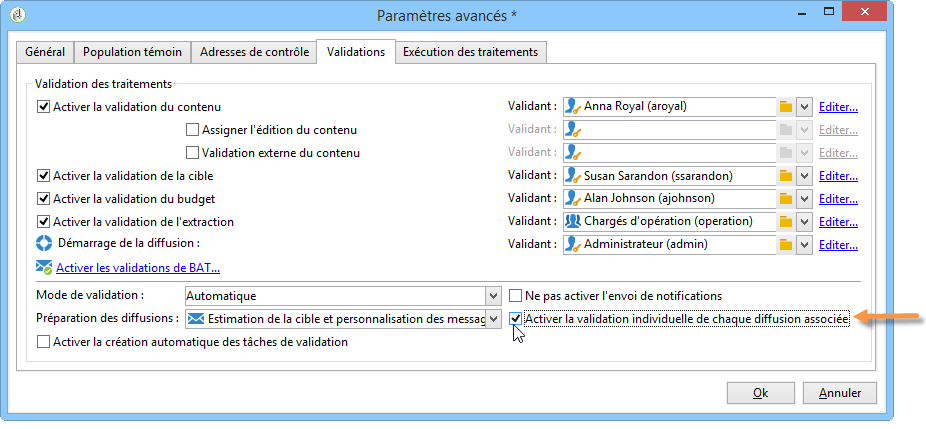 Paramètres avancés *
Général Population témoin Adresses de contrôle Validations Exécution des traitements
Validation des traitements
Activer la validation du contenu Validant : Anna Royal (aroyal) Editer...
Assigner l'édition du contenu Validant : Editer...
Validation externe du contenu Validant : Editer...
Activer la validation de la cible Validant : Susan Sarandon (ssarandon) Editer...
Activer la validation du budget Validant : Alan Johnson (ajohnson) Editer...
Activer la validation de l'extraction Validant : Chargés d'opération (operation) Editer...
Démarrage de la diffusion : Validant : Administrateur (admin) Editer...
Activer les validations de BAT...
Mode de validation : Automatique Ne pas activer l'envoi de notifications
Préparation des diffusions : Estimation de la cible et personnalisation des messag Activer la validation individuelle de chaque diffusion associée
Activer la création automatique des tâches de validation
Ok Annuler